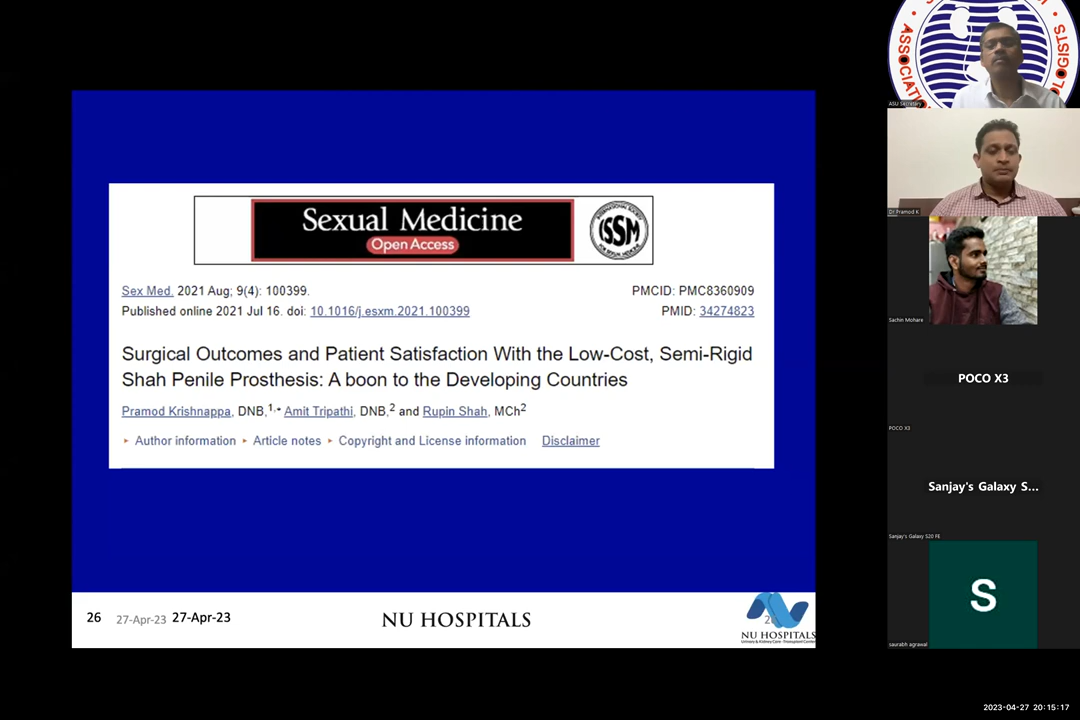 Sexual Medicine
Open Access
ISSM
Sex Med. 2021 Aug; 9(4): 100399.
PMCID: PMC8360909
Published online 2021 Jul 16. doi: 10.1016/j.esxm.2021.100399
PMID: 34274823
Surgical Outcomes and Patient Satisfaction With the Low-Cost, Semi-Rigid
Shah Penile Prosthesis: A boon to the Developing Countries
Pramod Krishnappa, DNB,1,* Amit Tripathi, DNB,2 and Rupin Shah, MCh2
▸ Author information ▸ Article notes ▸ Copyright and License information Disclaimer
26 27-Apr-23 27-Apr-23 NU HOSPITALS
NU HOSPITALS
Urinary & Kidney Care · Transplant Center
ASU Secretary
Dr Pramod K
Sachin Mohare
POCO X3
POCO X3
Sanjay's Galaxy S...
Sanjay's Galaxy S20 FE
S
saurabh agrawal
2023-04-27 20:15:17